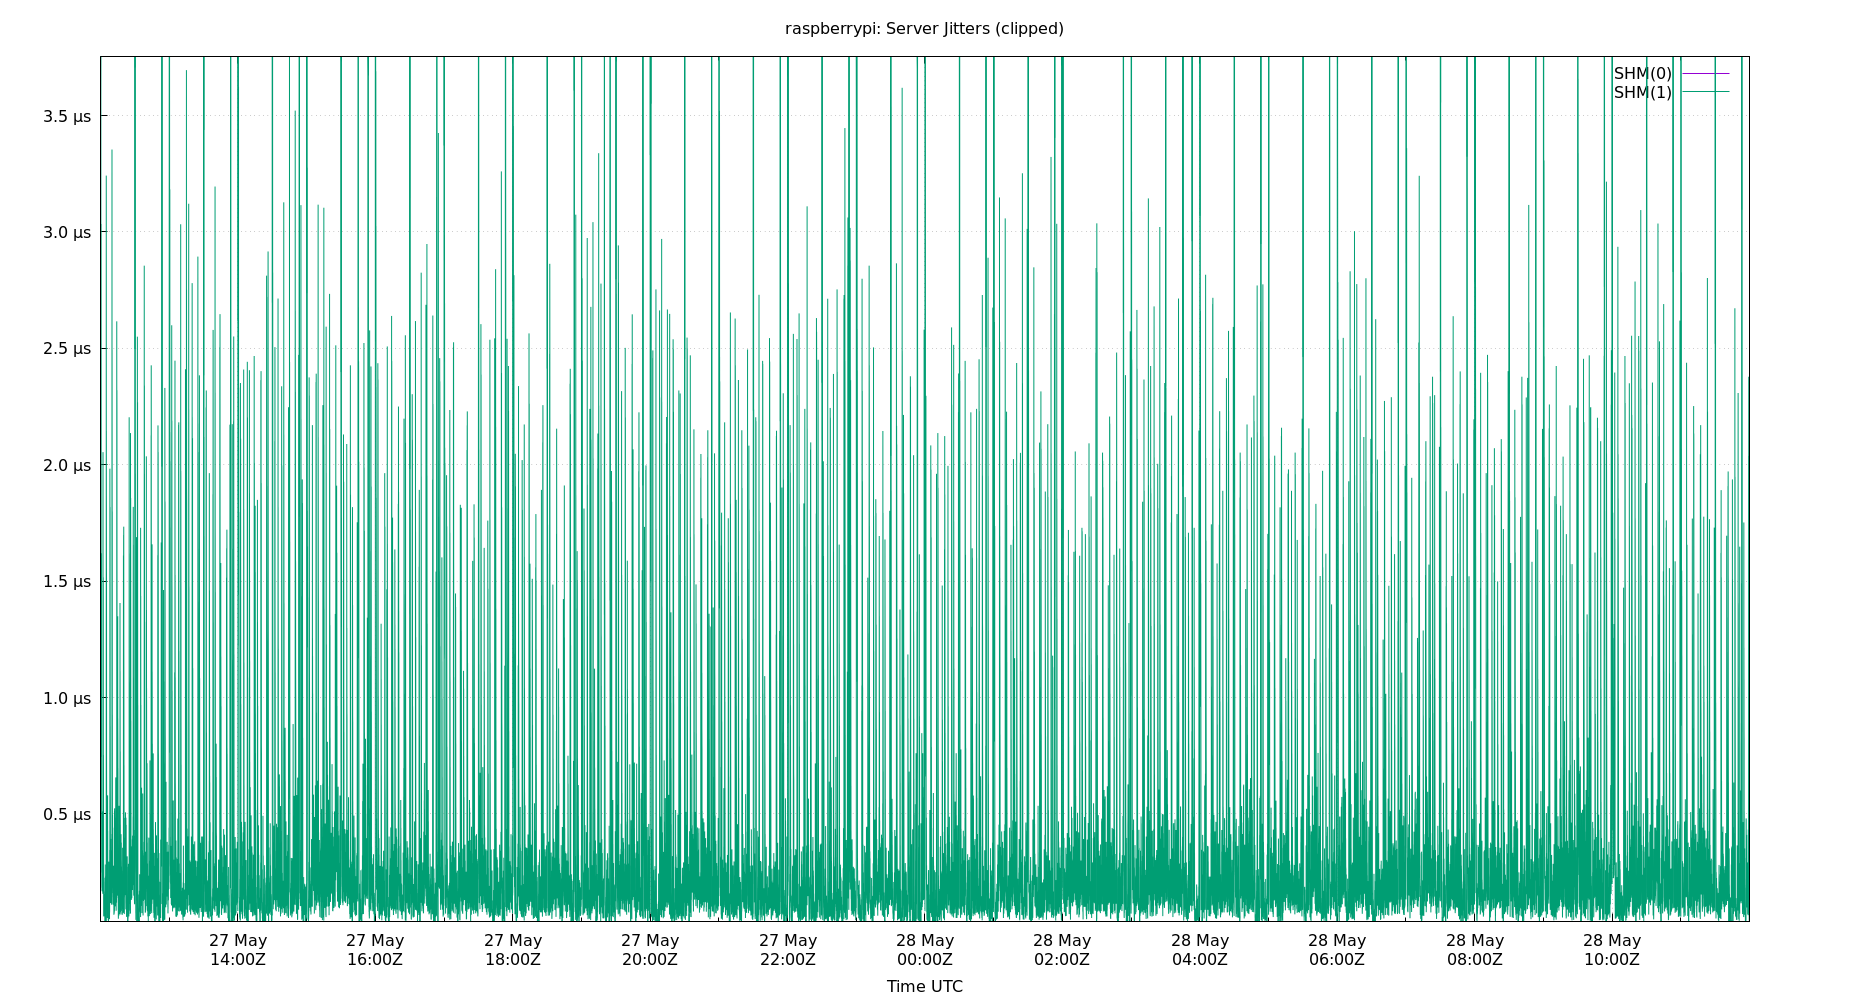 raspberrypi: Server Jitters (clipped)
SHM(0)
SHM(1)
3.5 μs
3.0 μs
2.5 μs
2.0 μs
1.5 μs
1.0 μs
0.5 μs
27 May 27 May 27 May 27 May 27 May 28 May 28 May 28 May 28 May 28 May 28 May
14:00Z 16:00Z 18:00Z 20:00Z 22:00Z 00:00Z 02:00Z 04:00Z 06:00Z 08:00Z 10:00Z
Time UTC